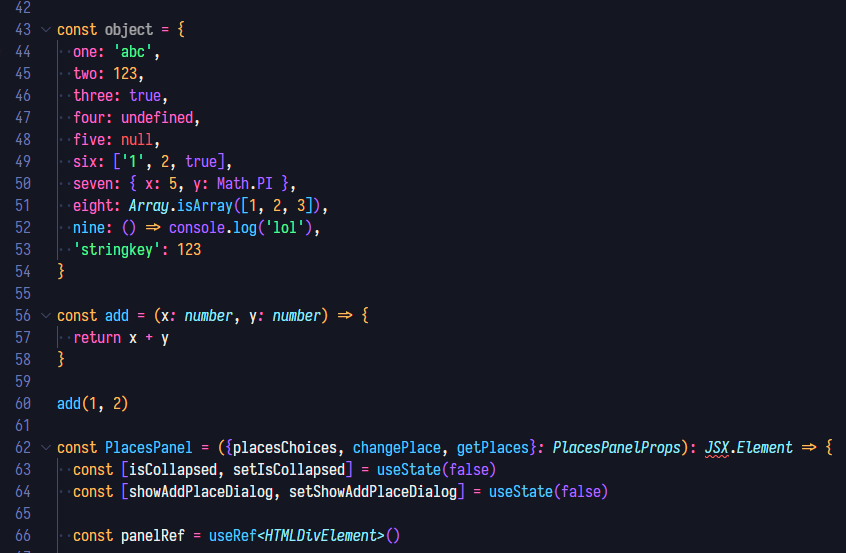 42
43 const object = {
44 one: 'abc',
45 two: 123,
46 three: true,
47 four: undefined,
48 five: null,
49 six: ['1', 2, true],
50 seven: { x: 5, y: Math.PI },
51 eight: Array.isArray([1, 2, 3]),
52 nine: () => console.log('lol'),
53 'stringkey': 123
54 }
55
56 const add = (x: number, y: number) => {
57 return x + y
58 }
59
60 add(1, 2)
61
62 const PlacesPanel = ({placesChoices, changePlace, getPlaces}: PlacesPanelProps): JSX.Element => {
63 const [isCollapsed, setIsCollapsed] = useState(false)
64 const [showAddPlaceDialog, setShowAddPlaceDialog] = useState(false)
65
66 const panelRef = useRef<HTMLDivElement>()